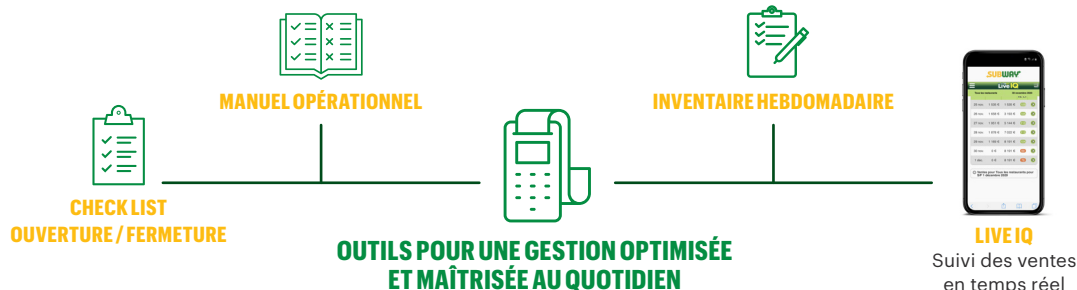 MANUEL OPÉRATIONNEL
INVENTAIRE HEBDOMADAIRE
SUBWAY
Live IQ
CHECK LIST
OUVERTURE / FERMETURE
OUTILS POUR UNE GESTION OPTIMISÉE
ET MAÎTRISÉE AU QUOTIDIEN
LIVE IQ
Suivi des ventes
en temps réel